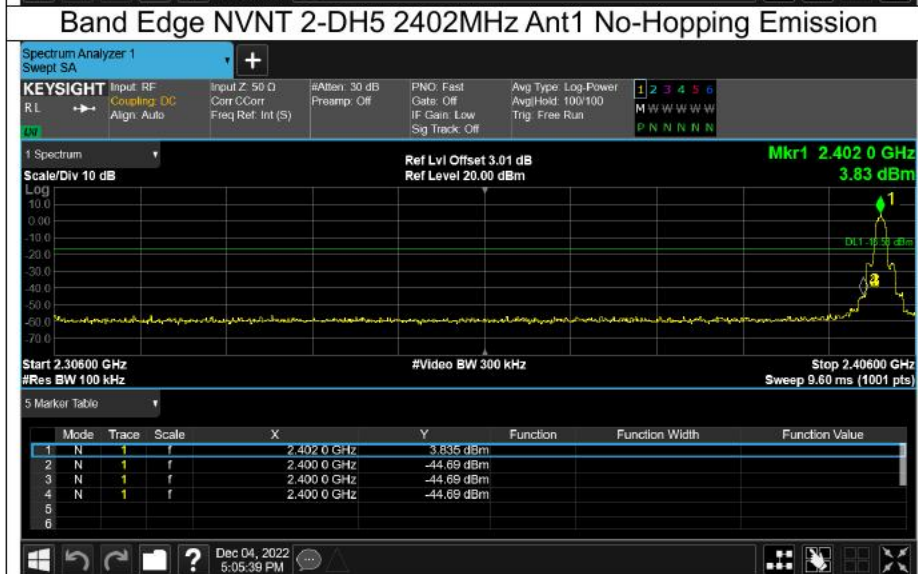 Band Edge NVNT 2-DH5 2402MHz Ant1 No-Hopping Emission
Spectrum Analyzer 1
Swept SA
+
KEYSIGHT Input: RF Input Z: 50 Ω #Atten: 30 dB PNO: Fast Avg Type: Log-Power 1 2 3 4 5 6
RL Coupling: DC Corr CCorr Preamp: Off Gate: Off Avg|Hold: 100/100 M W W W W W
Align: Auto Freq Ref: Int (S) IF Gain: Low Trig: Free Run
Sig Track: Off P N N N N N
1 Spectrum Ref Lvl Offset 3.01 dB Mkr1 2.402 0 GHz
Scale/Div 10 dB Ref Level 20.00 dBm 3.83 dBm
Log
10.0
0.00
-10.0
-20.0
-30.0
-40.0
-50.0
-60.0
-70.0
1
DL1 dBm
Start 2.30600 GHz #Video BW 300 kHz Stop 2.40600 GHz
#Res BW 100 kHz Sweep 9.60 ms (1001 pts)
5 Marker Table
Mode Trace Scale X Y Function Function Width Function Value
1 N 1 f 2.402 0 GHz 3.835 dBm
2 N 1 f 2.400 0 GHz -44.69 dBm
3 N 1 f 2.400 0 GHz -44.69 dBm
4 N 1 f 2.400 0 GHz -44.69 dBm
5
6
? Dec 04, 2022
5:05:39 PM